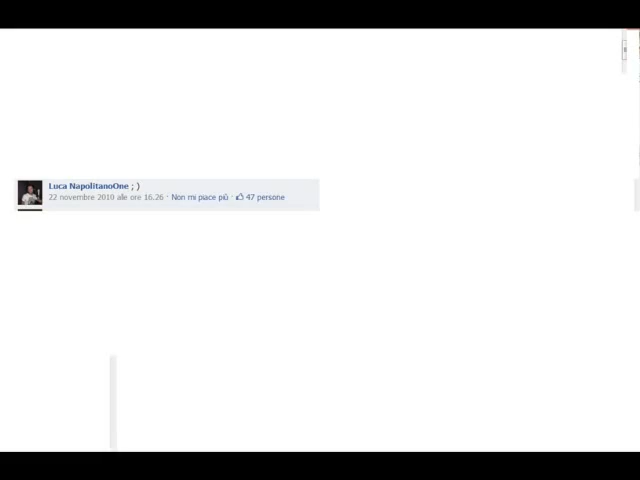 Luca NapolitanoOne ; )
22 novembre 2010 alle ore 16.26 · Non mi piace più · 47 persone